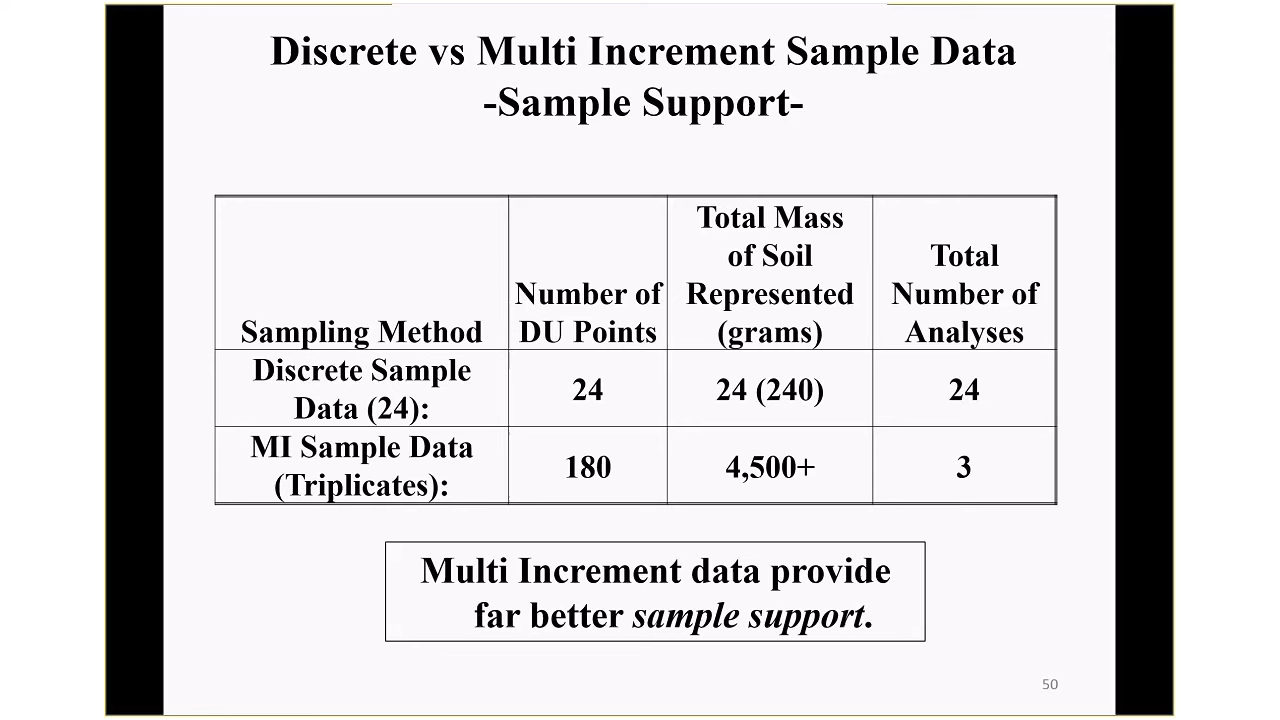 Discrete vs Multi Increment Sample Data
-Sample Support-
Sampling Method
Number of
DU Points
Total Mass
of Soil
Represented
(grams)
Total
Number of
Analyses
Discrete Sample
Data (24):
24
24 (240)
24
MI Sample Data
(Triplicates):
180
4,500+
3
Multi Increment data provide
far better sample support.
50